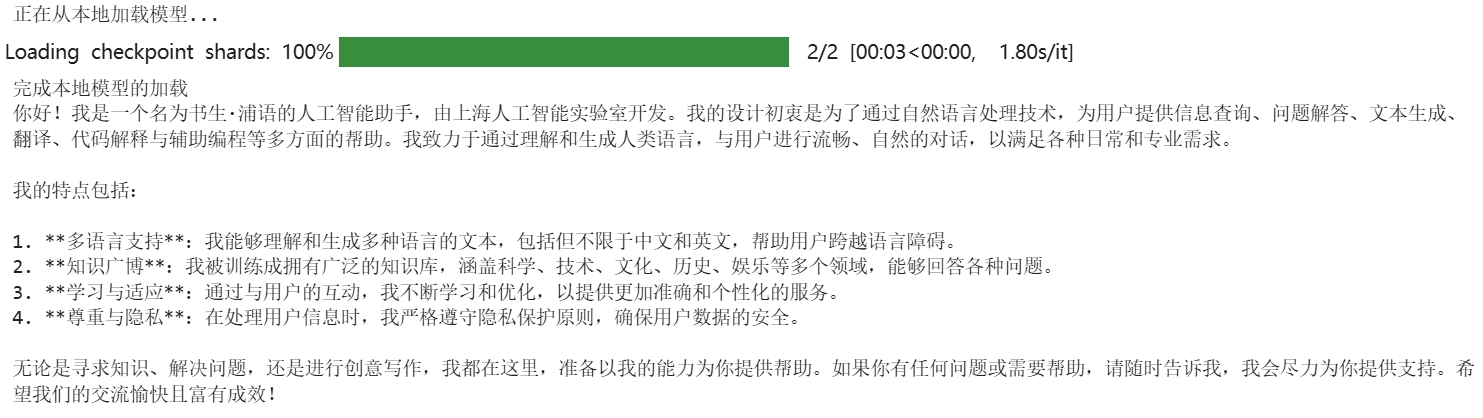 正在从本地加载模型...
Loading checkpoint shards: 100% 2/2 [00:03<00:00, 1.80s/it]
完成本地模型的加载
你好！我是一个名为书生·浦语的人工智能助手，由上海人工智能实验室开发。我的设计初衷是为了通过自然语言处理技术，为用户提供信息查询、问题解答、文本生成、
翻译、代码解释与辅助编程等多方面的帮助。我致力于通过理解和生成人类语言，与用户进行流畅、自然的对话，以满足各种日常和专业需求。
我的特点包括：
1. **多语言支持**：我能够理解和生成多种语言的文本，包括但不限于中文和英文，帮助用户跨越语言障碍。
2. **知识广博**：我被训练成拥有广泛的知识库，涵盖科学、技术、文化、历史、娱乐等多个领域，能够回答各种问题。
3. **学习与适应**：通过与用户的互动，我不断学习和优化，以提供更加准确和个性化的服务。
4. **尊重与隐私**：在处理用户信息时，我严格遵守隐私保护原则，确保用户数据的安全。
无论是寻求知识、解决问题，还是进行创意写作，我都在这里，准备以我的能力为你提供帮助。如果你有任何问题或需要帮助，请随时告诉我，我会尽力为你提供支持。希
望我们的交流愉快且富有成效！